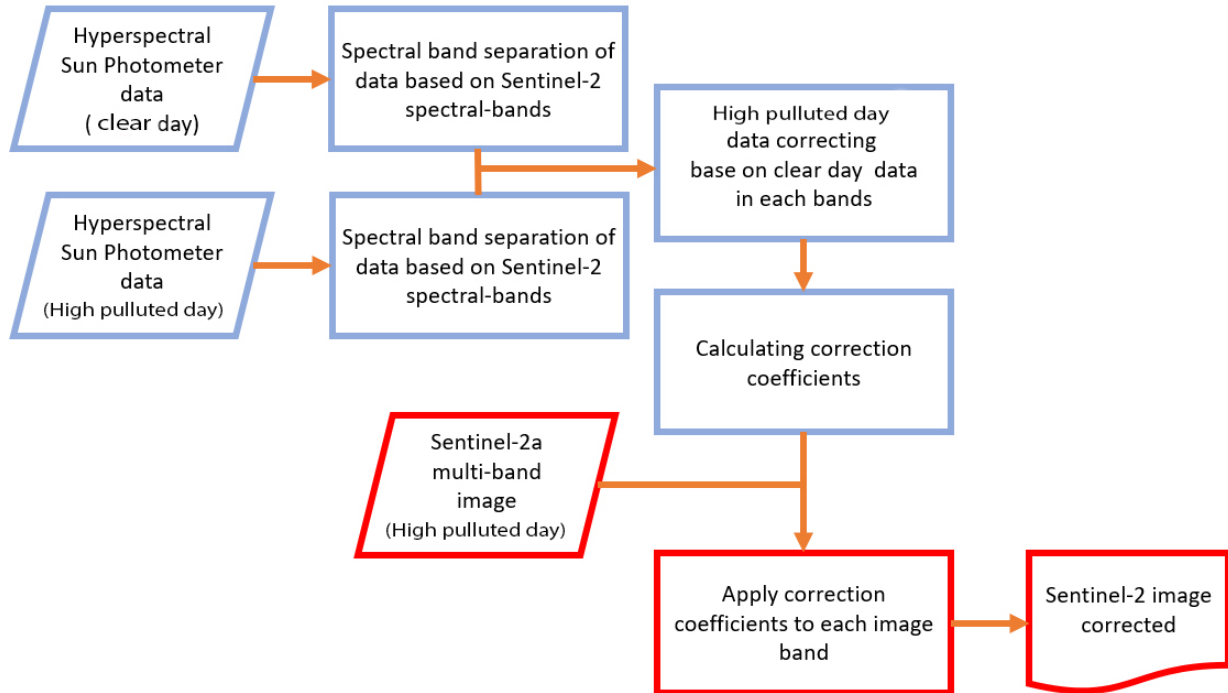 Hyperspectral
Sun Photometer
data
( clear day)
Spectral band separation of
data based on Sentinel-2
spectral-bands
High pulluted day
data correcting
base on clear day data
in each bands
Hyperspectral
Sun Photometer
data
(High pulluted day)
Spectral band separation of
data based on Sentinel-2
spectral-bands
Calculating correction
coefficients
Sentinel-2a
multi-band
image
(High pulluted day)
Apply correction
coefficients to each image
band
Sentinel-2 image
corrected